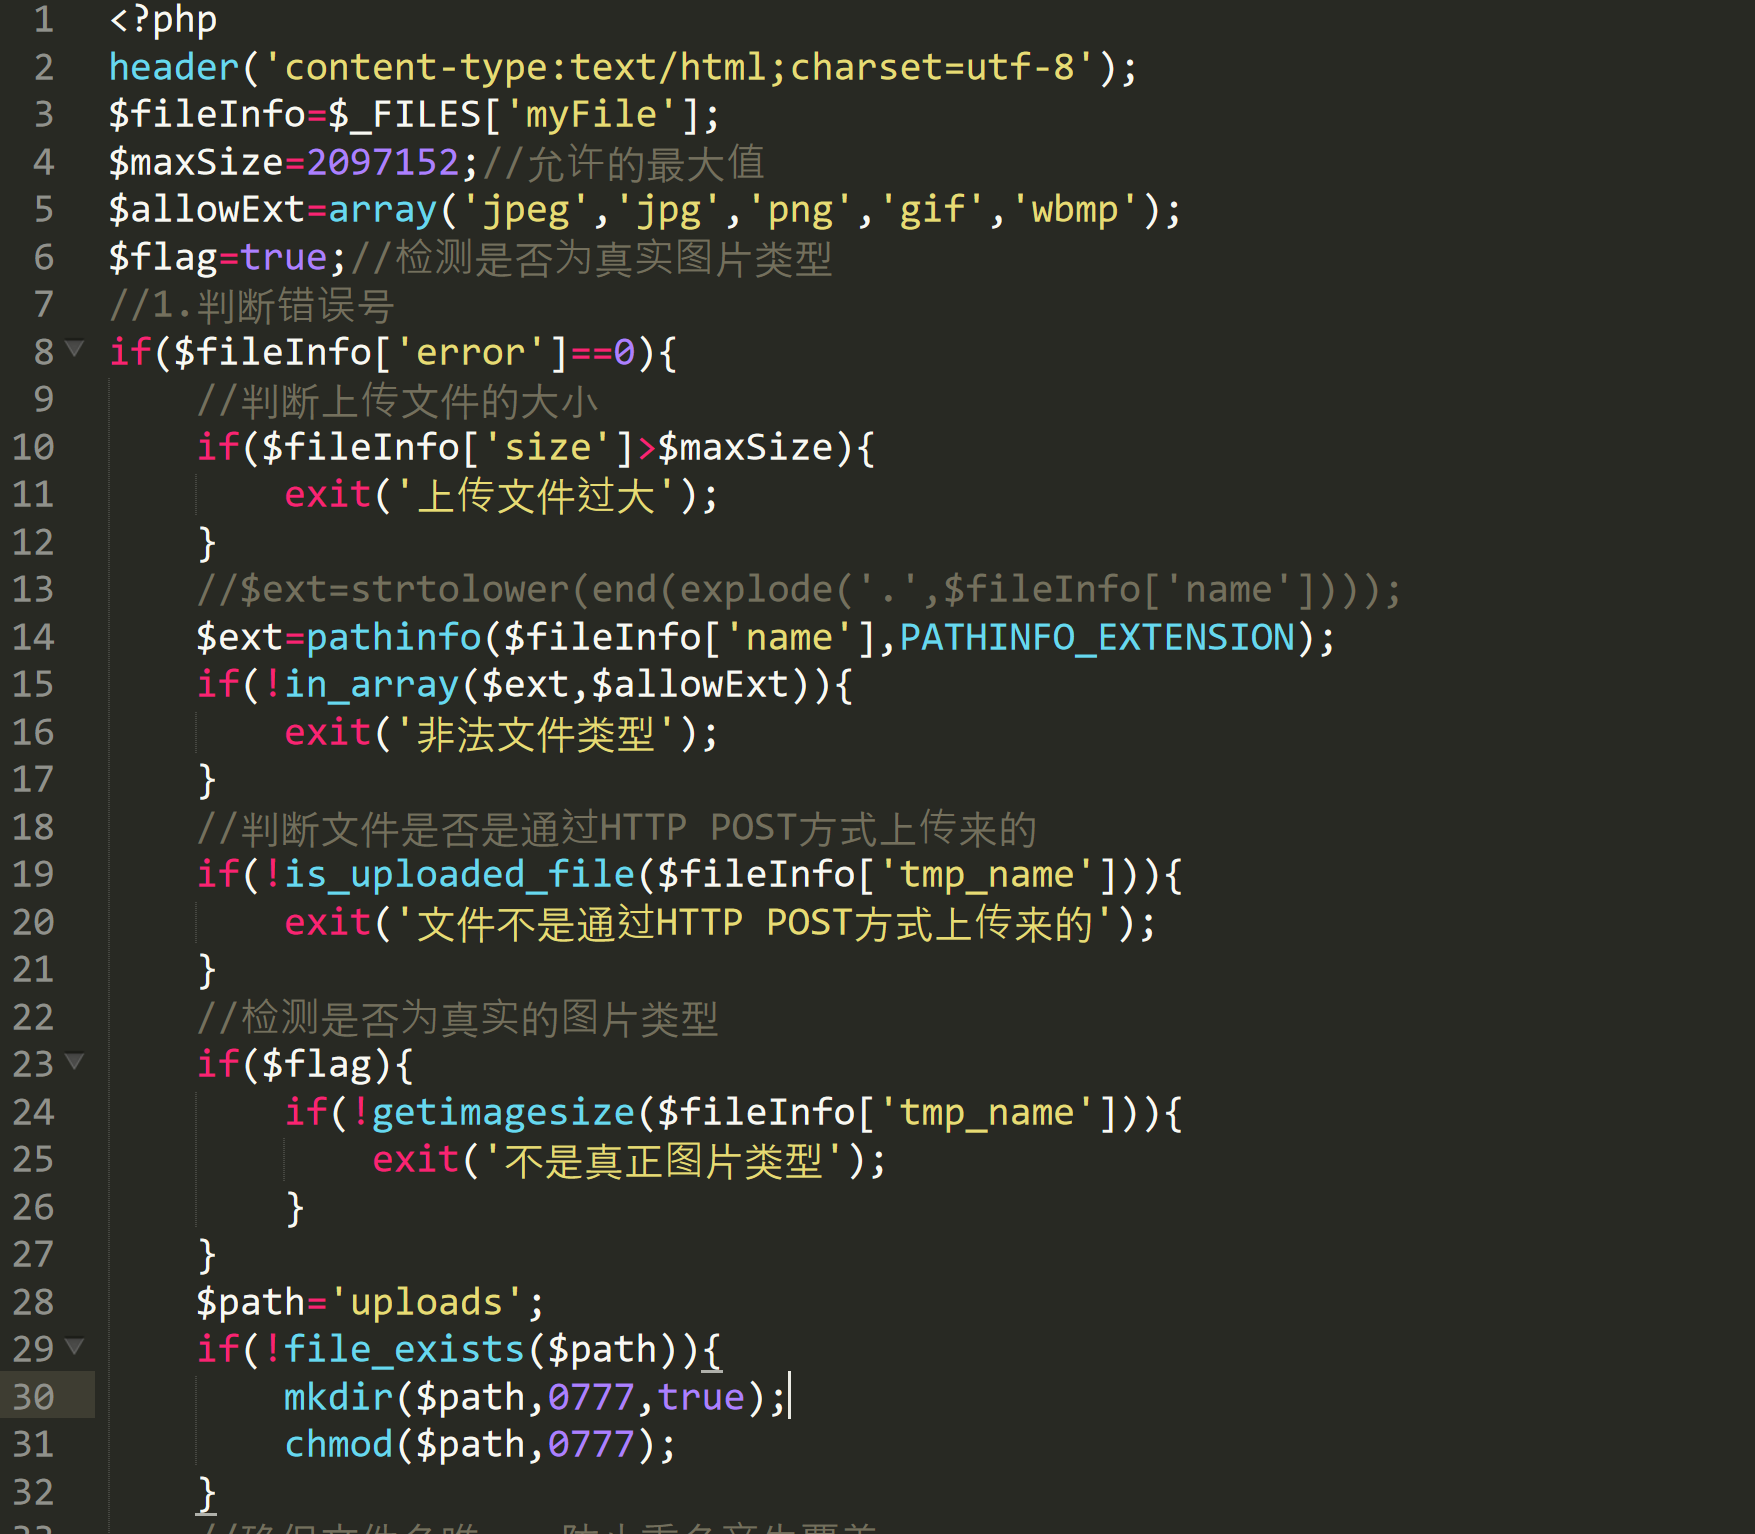 1 <?php
2 header('content-type:text/html;charset=utf-8');
3 $fileInfo=$_FILES['myFile'];
4 $maxSize=2097152;//允许的最大值
5 $allowExt=array('jpeg','jpg','png','gif','wbmp');
6 $flag=true;//检测是否为真实图片类型
7 //1.判断错误号
8 if($fileInfo['error']==0){
9 //判断上传文件的大小
10 if($fileInfo['size']>$maxSize){
11 exit('上传文件过大');
12 }
13 //$ext=strtolower(end(explode('.',$fileInfo['name'])));
14 $ext=pathinfo($fileInfo['name'],PATHINFO_EXTENSION);
15 if(!in_array($ext,$allowExt)){
16 exit('非法文件类型');
17 }
18 //判断文件是否是通过HTTP POST方式上传来的
19 if(!is_uploaded_file($fileInfo['tmp_name'])){
20 exit('文件不是通过HTTP POST方式上传来的');
21 }
22 //检测是否为真实的图片类型
23 if($flag){
24 if(!getimagesize($fileInfo['tmp_name'])){
25 exit('不是真正图片类型');
26 }
27 }
28 $path='uploads';
29 if(!file_exists($path)){
30 mkdir($path,0777,true);
31 chmod($path,0777);
32 }